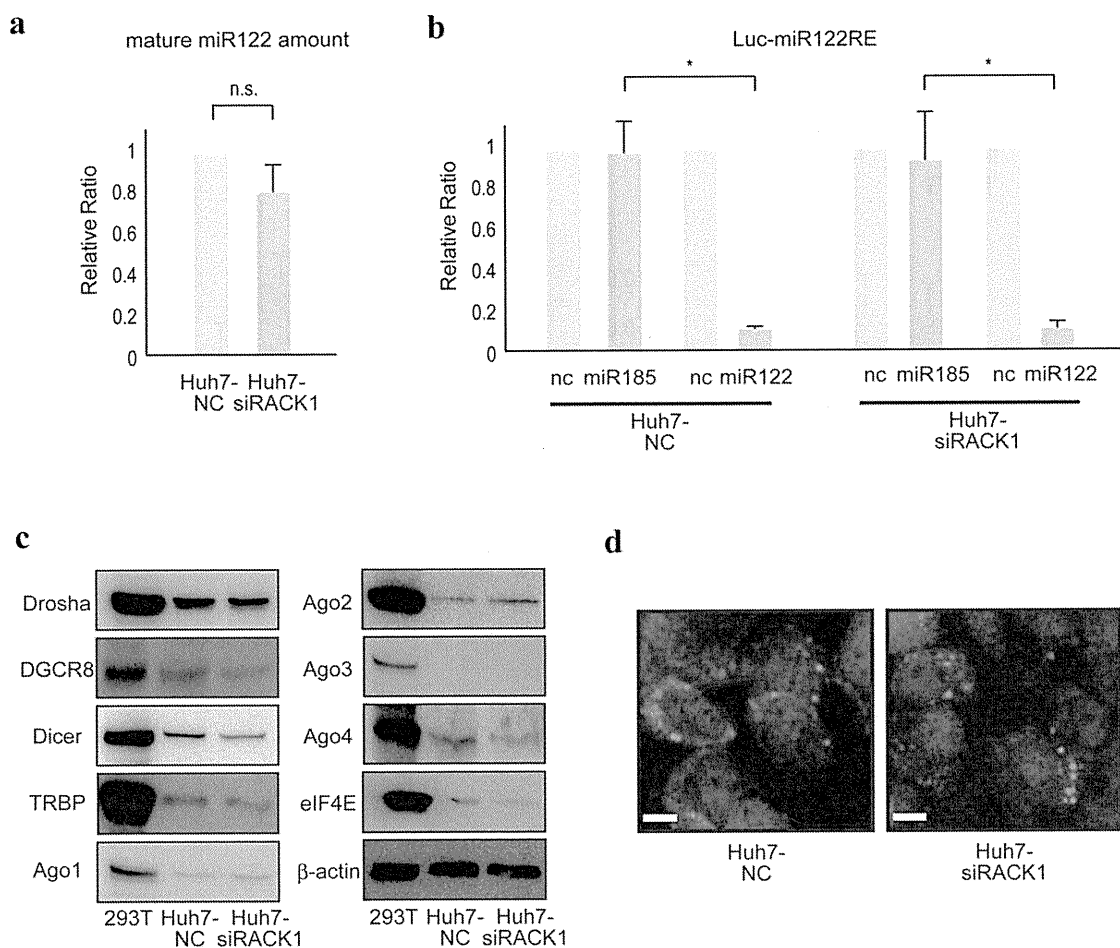 a
mature miR122 amount
n.s.
Relative Ratio
1
0.8
0.6
0.4
0.2
0
Huh7-
NC
Huh7-
siRACK1
b
Luc-miR122RE
*
*
Relative Ratio
1
0.8
0.6
0.4
0.2
0
nc miR185 nc miR122
nc miR185 nc miR122
Huh7-
NC
Huh7-
siRACK1
c
Drosha
DGCR8
Dicer
TRBP
Ago1
293T Huh7-
NC
Huh7-
siRACK1
Ago2
Ago3
Ago4
eIF4E
β-actin
293T Huh7-
NC
Huh7-
siRACK1
d
Huh7-
NC
Huh7-
siRACK1